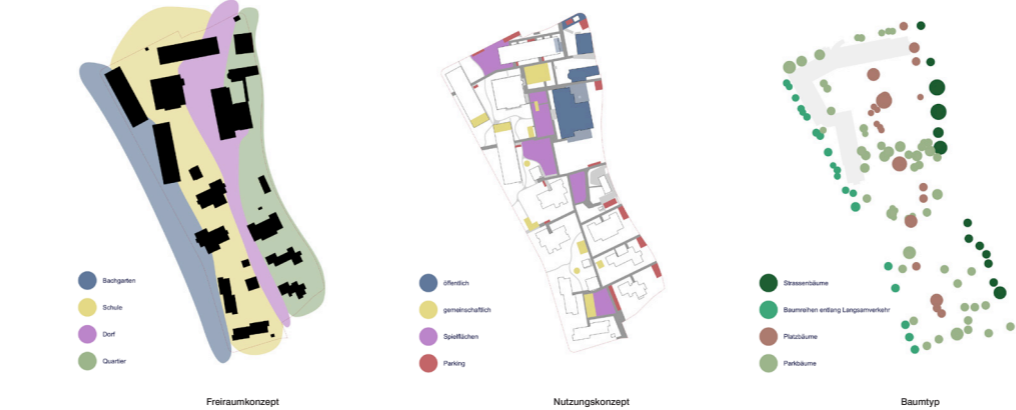 Bachgarten
Schule
Dorf
Quartier
Freiraumkonzept
öffentlich
gemeinschaftlich
Spielflächen
Parking
Nutzungskonzept
Strassenbäume
Baumreihen entlang Langsamverkehr
Platzbäume
Parkbäume
Baumtyp